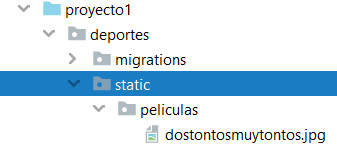 proyecto1
deportes
migrations
static
peliculas
dostontosmuytontos.jpg